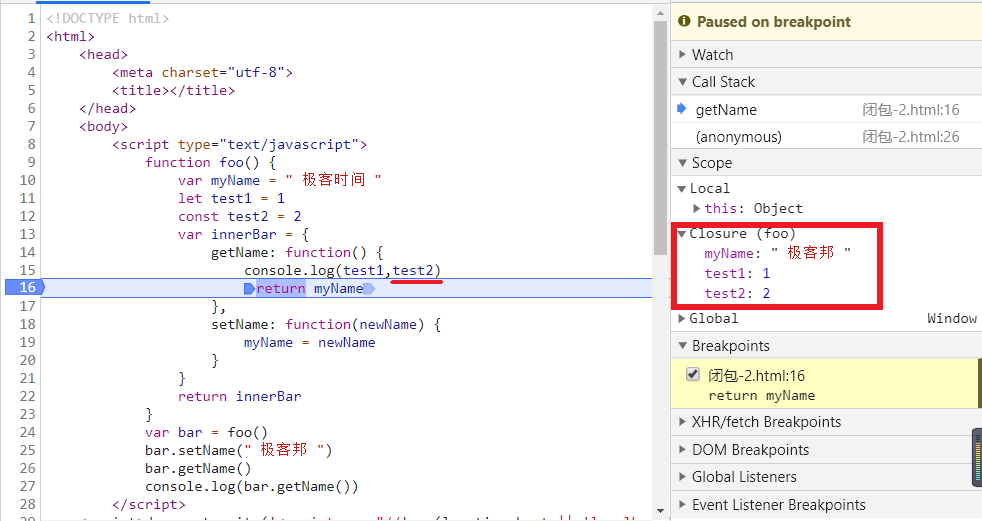 1 <!DOCTYPE html>
2 <html>
3 <head>
4 <meta charset="utf-8">
5 <title></title>
6 </head>
7 <body>
8 <script type="text/javascript">
9 function foo() {
10 var myName = " 极客时间 "
11 let test1 = 1
12 const test2 = 2
13 var innerBar = {
14 getName: function() {
15 console.log(test1,test2)
16 return myName
17 },
18 setName: function(newName) {
19 myName = newName
20 }
21 }
22 return innerBar
23 }
24 var bar = foo()
25 bar.setName(" 极客邦 ")
26 bar.getName()
27 console.log(bar.getName())
28 </script>
Paused on breakpoint
Watch
Call Stack
getName 闭包-2.html:16
(anonymous) 闭包-2.html:26
Scope
Local
this: Object
Closure (foo)
myName: " 极客邦 "
test1: 1
test2: 2
Global Window
Breakpoints
闭包-2.html:16
return myName
XHR/fetch Breakpoints
DOM Breakpoints
Global Listeners
Event Listener Breakpoints